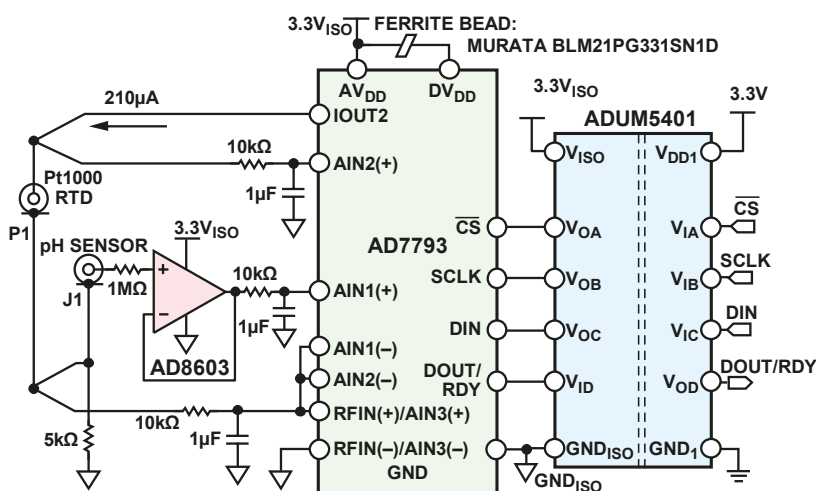 3.3V_ISO
FERRITE BEAD:
MURATA BLM21PG331SN1D
AV_DD
DV_DD
210µA
IOUT2
10kΩ
AIN2(+)
1µF
Pt1000
RTD
P1
pH SENSOR
3.3V_ISO
J1
1MΩ
+
–
AD8603
10kΩ
AIN1(+)
1µF
AIN1(–)
AIN2(–)
RFIN(+)/AIN3(+)
10kΩ
1µF
5kΩ
RFIN(–)/AIN3(–)
GND
AD7793
CS
SCLK
DIN
DOUT/
RDY
GND_ISO
3.3V_ISO
ADUM5401
3.3V
V_ISO
V_DD1
V_OA
V_IA
CS
V_OB
V_IB
SCLK
V_OC
V_IC
DIN
V_ID
V_OD
DOUT/RDY
GND_ISO
GND_1